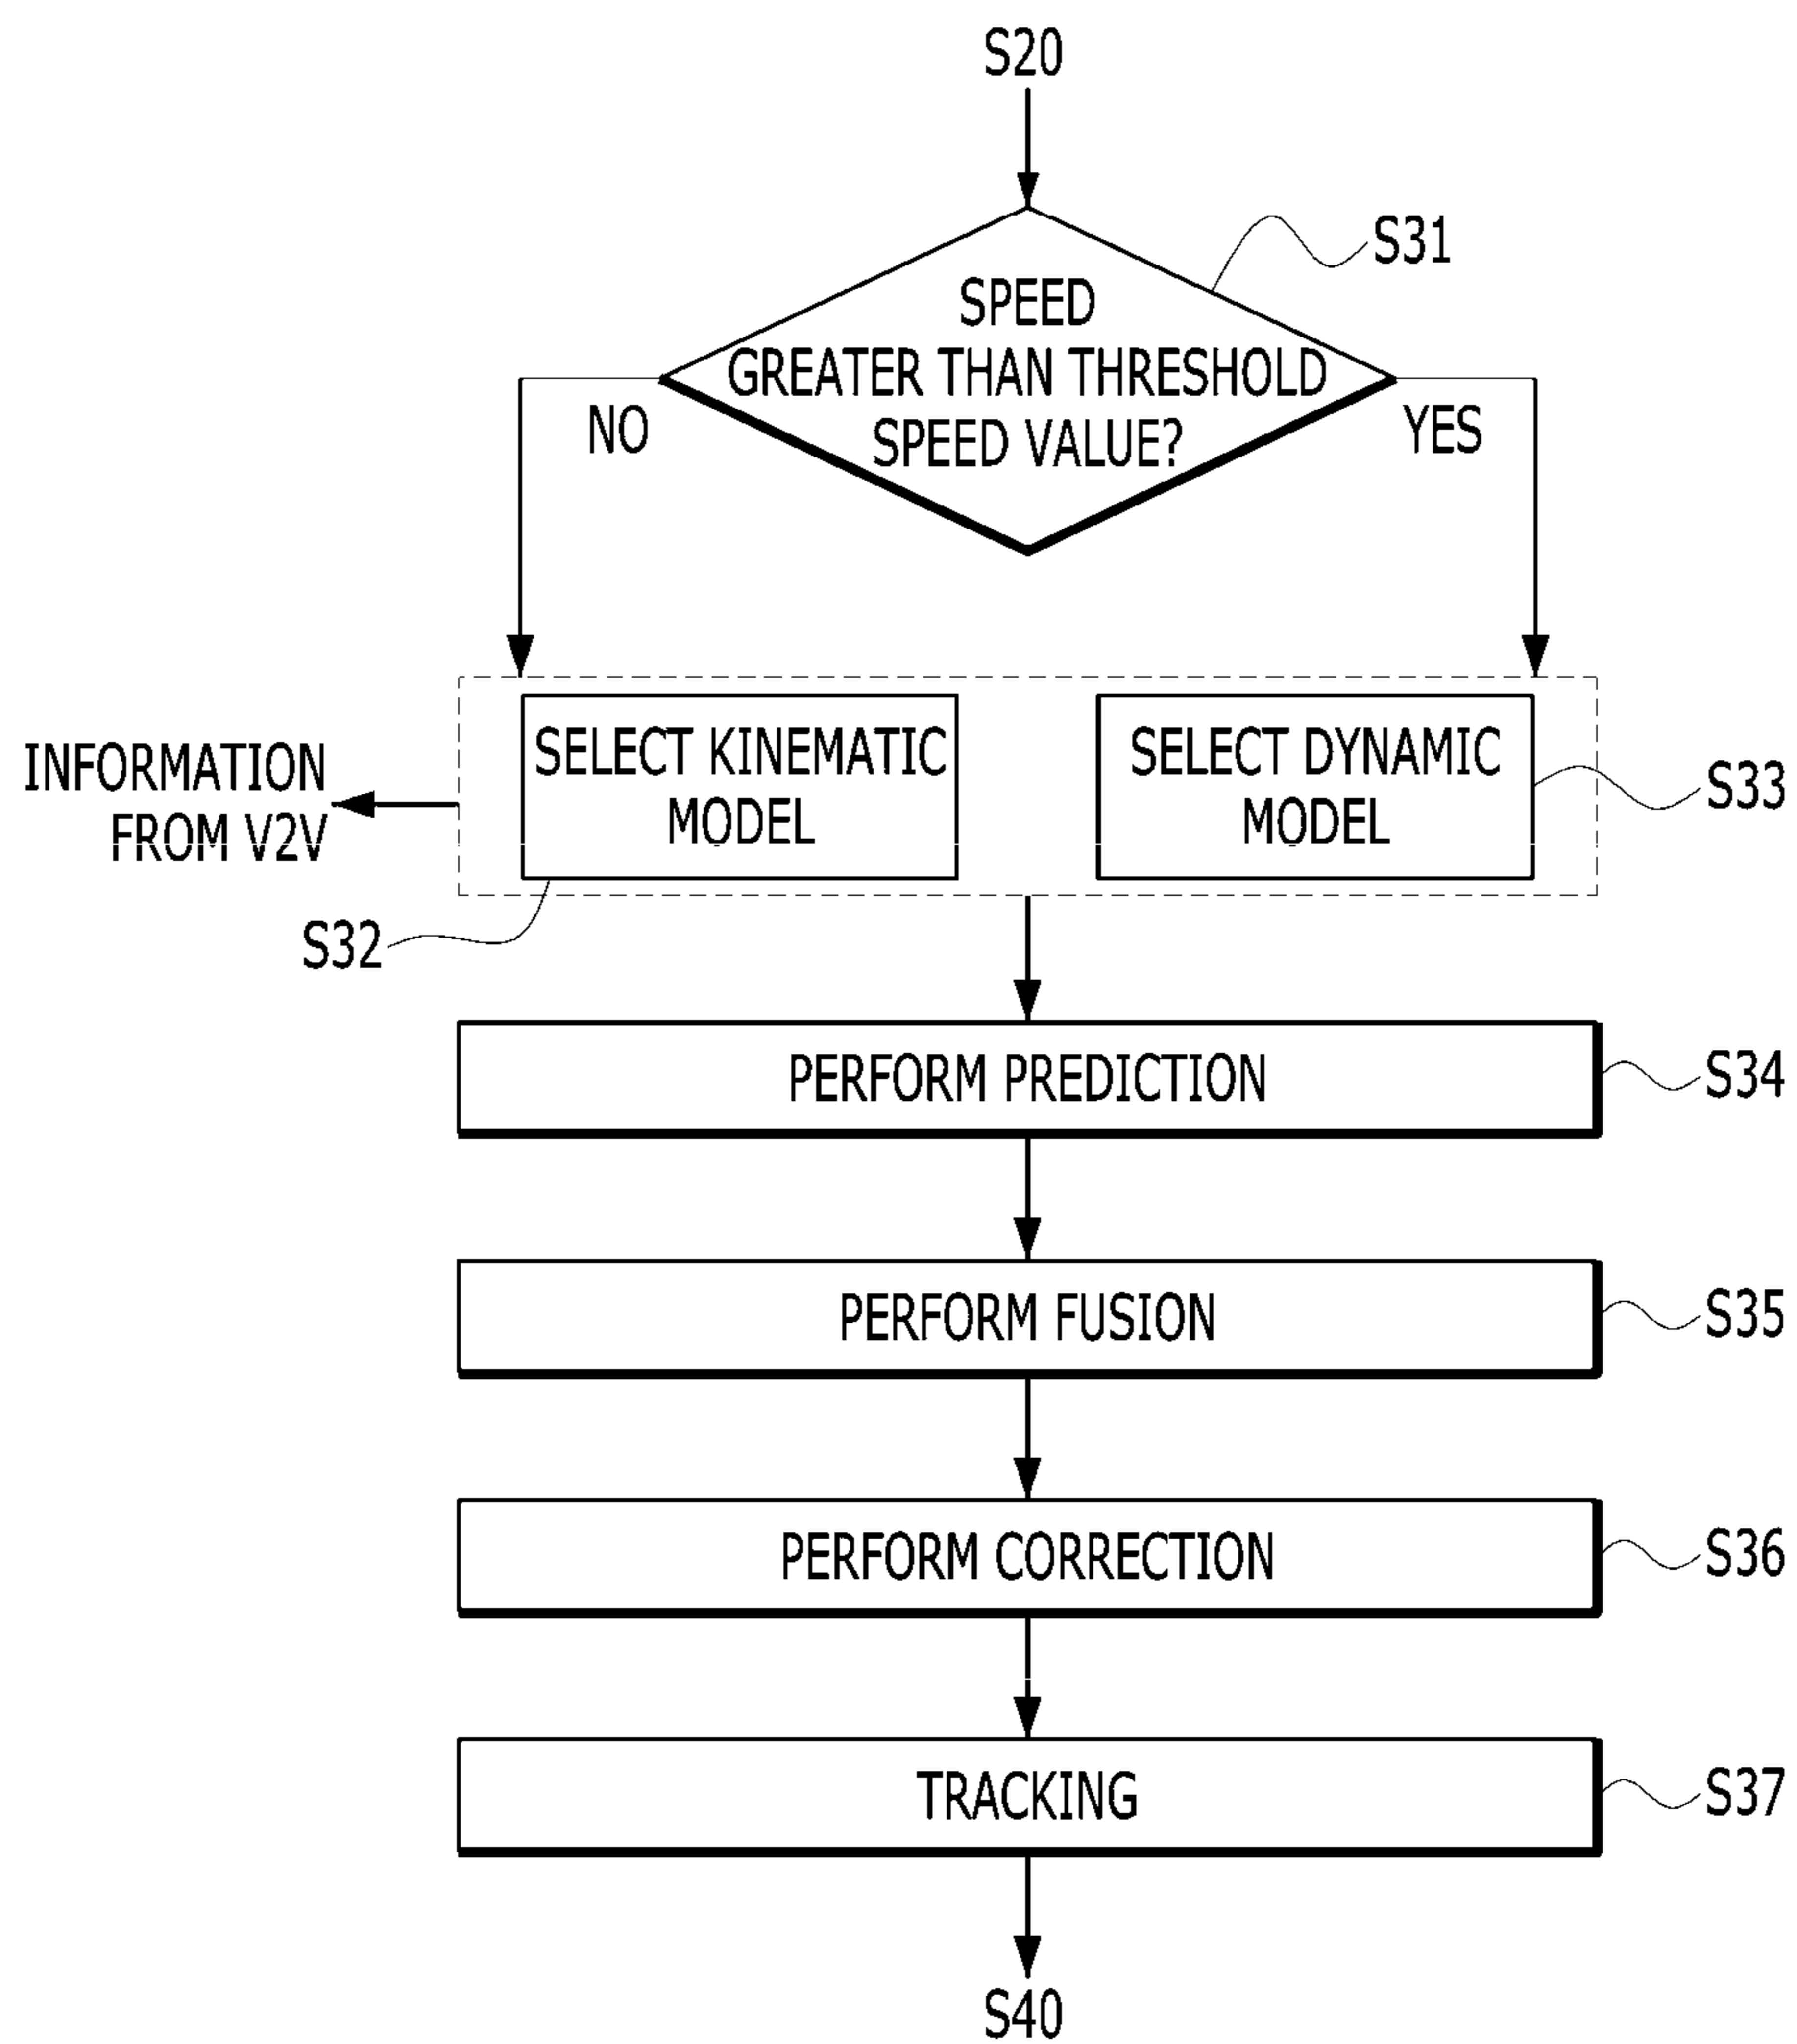 S20
S31
SPEED
GREATER THAN THRESHOLD
SPEED VALUE?
NO
YES
SELECT KINEMATIC
MODEL
SELECT DYNAMIC
MODEL
S33
INFORMATION
FROM V2V
S32
PERFORM PREDICTION
S34
PERFORM FUSION
S35
PERFORM CORRECTION
S36
TRACKING
S37
S40